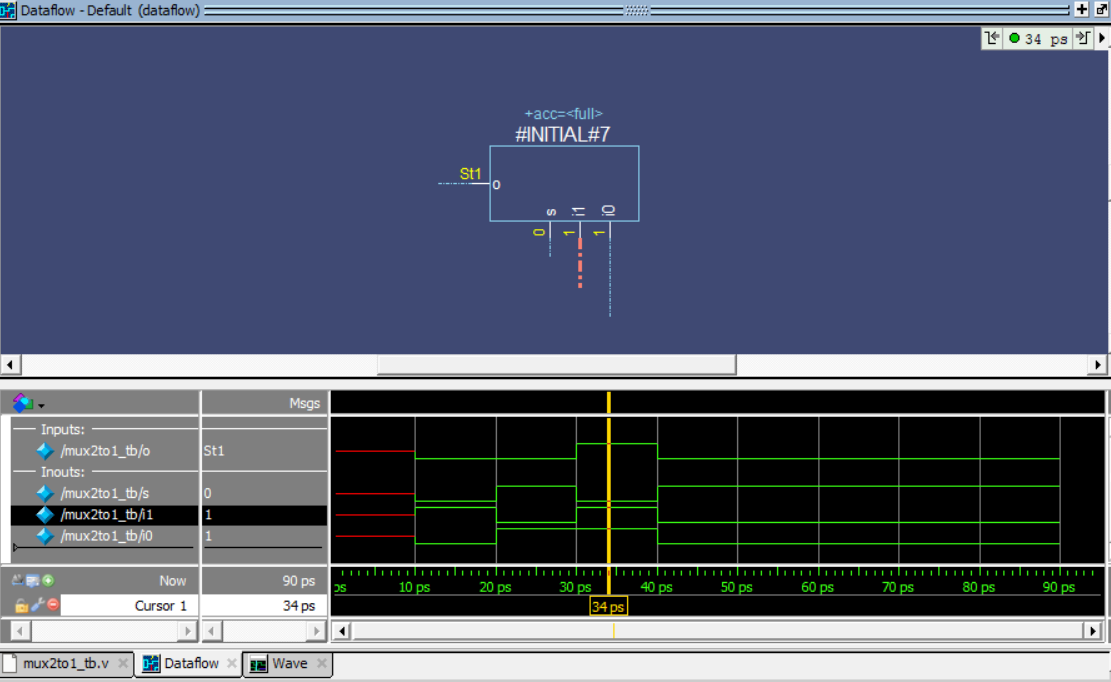 Dataflow - Default (dataflow)
34 ps
+acc=<full>
#INITIAL#7
St1
o
s i1 i0
0 1 1
Msgs
Inputs:
/mux2to1_tb/o St1
Inouts:
/mux2to1_tb/s 0
/mux2to1_tb/i1 1
/mux2to1_tb/i0 1
Now 90 ps
ps 10 ps 20 ps 30 ps 40 ps 50 ps 60 ps 70 ps 80 ps 90 ps
Cursor 1 34 ps
34 ps
mux2to1_tb.v Dataflow Wave